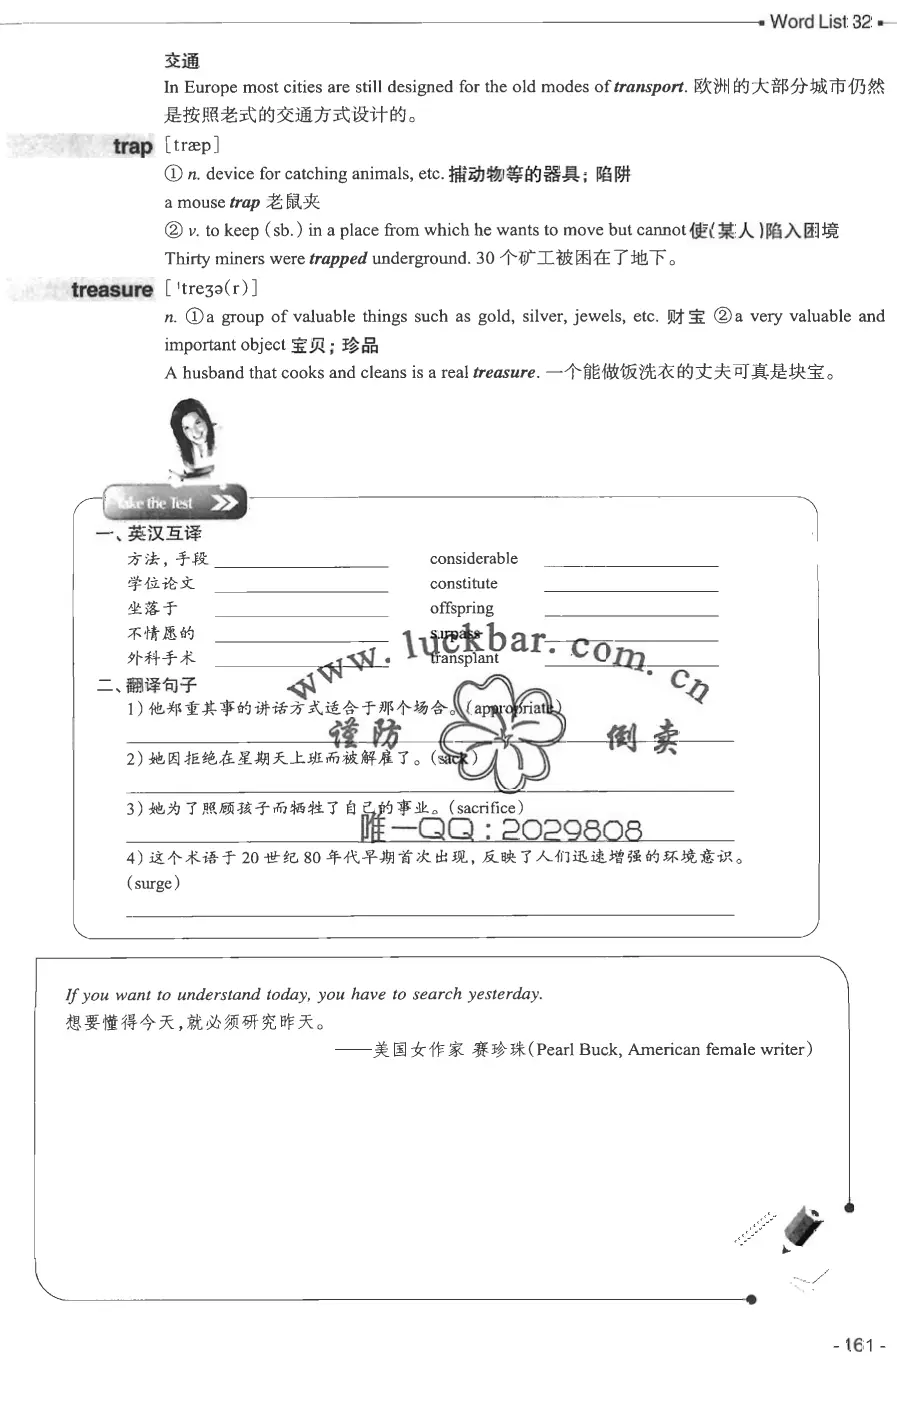 Word List 32
交通
In Europe most cities are still designed for the old modes of transport. 欧洲的大部分城市仍然
是按照老式的交通方式设计的。
trap [træp]
① n. device for catching animals, etc. 捕动物等的器具；陷阱
a mouse trap 老鼠夹
② v. to keep (sb.) in a place from which he wants to move but cannot 使(某人)陷入困境
Thirty miners were trapped underground. 30 个矿工被困在了地下。
treasure [ˈtreʒə(r)]
n. ①a group of valuable things such as gold, silver, jewels, etc. 财宝 ②a very valuable and
important object 宝贝；珍品
A husband that cooks and cleans is a real treasure. 一个能做饭洗衣的丈夫可真是块宝。
Take the Test
一、英汉互译
方法，手段 considerable
学位论文 constitute
坐落于 offspring
不情愿的 surpass
外科手术 transplant
www.luckbar.com.cn
二、翻译句子
1) 他郑重其事的讲话方式适合于那个场合。(appropriate)
谨防 倒卖
2) 她因拒绝在星期天上班而被解雇了。(sack)
3) 她为了照顾孩子而牺牲了自己的事业。(sacrifice)
唯一QQ：2029808
4) 这个术语于 20 世纪 80 年代早期首次出现，反映了人们迅速增强的环境意识。
(surge)
If you want to understand today, you have to search yesterday.
想要懂得今天，就必须研究昨天。
——美国女作家 赛珍珠(Pearl Buck, American female writer)
- 161 -